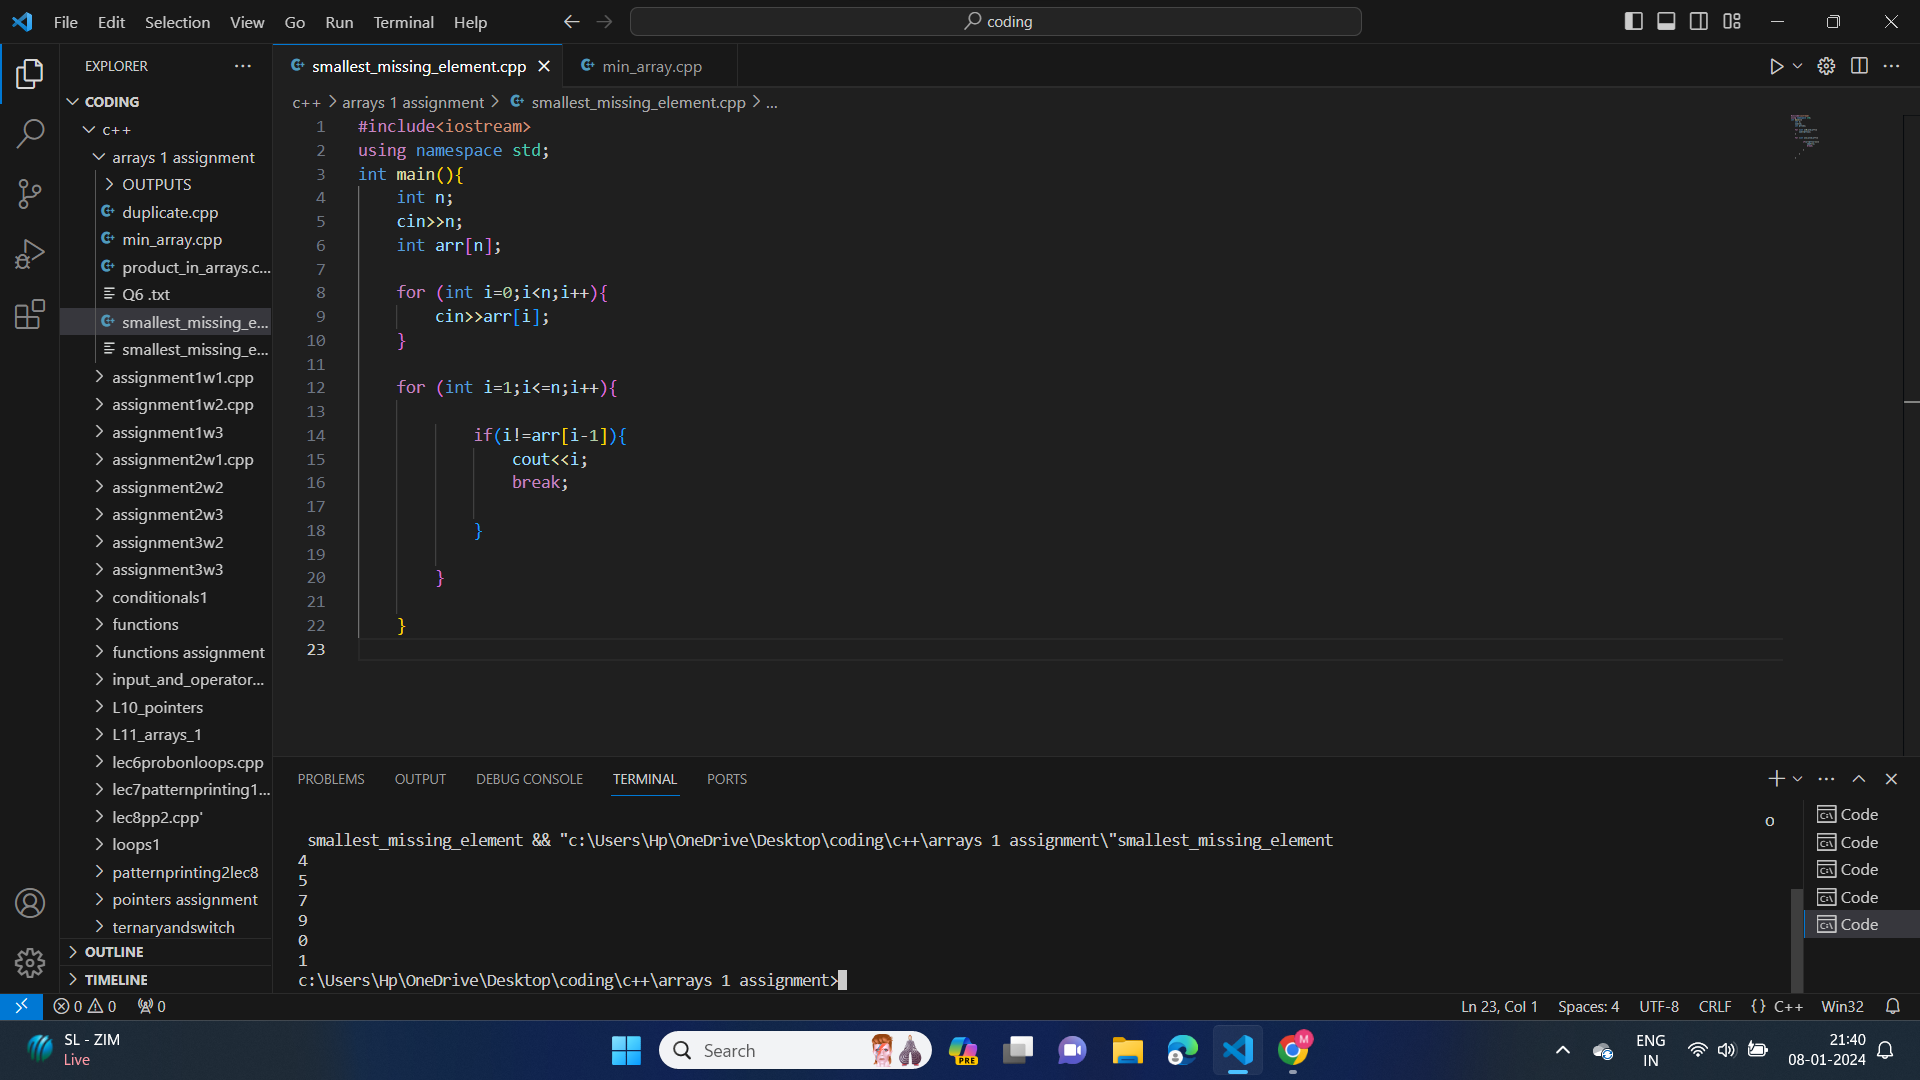 File Edit Selection View Go Run Terminal Help
coding
EXPLORER
CODING
c++
arrays 1 assignment
OUTPUTS
duplicate.cpp
min_array.cpp
product_in_arrays.c...
Q6 .txt
smallest_missing_e...
smallest_missing_e...
assignment1w1.cpp
assignment1w2.cpp
assignment1w3
assignment2w1.cpp
assignment2w2
assignment2w3
assignment3w2
assignment3w3
conditionals1
functions
functions assignment
input_and_operator...
L10_pointers
L11_arrays_1
lec6probonloops.cpp
lec7patternprinting1...
lec8pp2.cpp'
loops1
patternprinting2lec8
pointers assignment
ternaryandswitch
OUTLINE
TIMELINE
smallest_missing_element.cpp min_array.cpp
c++ > arrays 1 assignment > smallest_missing_element.cpp > ...
1 #include<iostream>
2 using namespace std;
3 int main(){
4 int n;
5 cin>>n;
6 int arr[n];
7
8 for (int i=0;i<n;i++){
9 cin>>arr[i];
10 }
11
12 for (int i=1;i<=n;i++){
13
14 if(i!=arr[i-1]){
15 cout<<i;
16 break;
17
18 }
19
20 }
21
22 }
23
PROBLEMS OUTPUT DEBUG CONSOLE TERMINAL PORTS
o
smallest_missing_element && "c:\Users\Hp\OneDrive\Desktop\coding\c++\arrays 1 assignment\"smallest_missing_element
4
5
7
9
0
1
c:\Users\Hp\OneDrive\Desktop\coding\c++\arrays 1 assignment>
Code
Code
Code
Code
Code
0 0 0 Ln 23, Col 1 Spaces: 4 UTF-8 CRLF {} C++ Win32
SL - ZIM
Live
Search
PRE
M
ENG
IN
21:40
08-01-2024